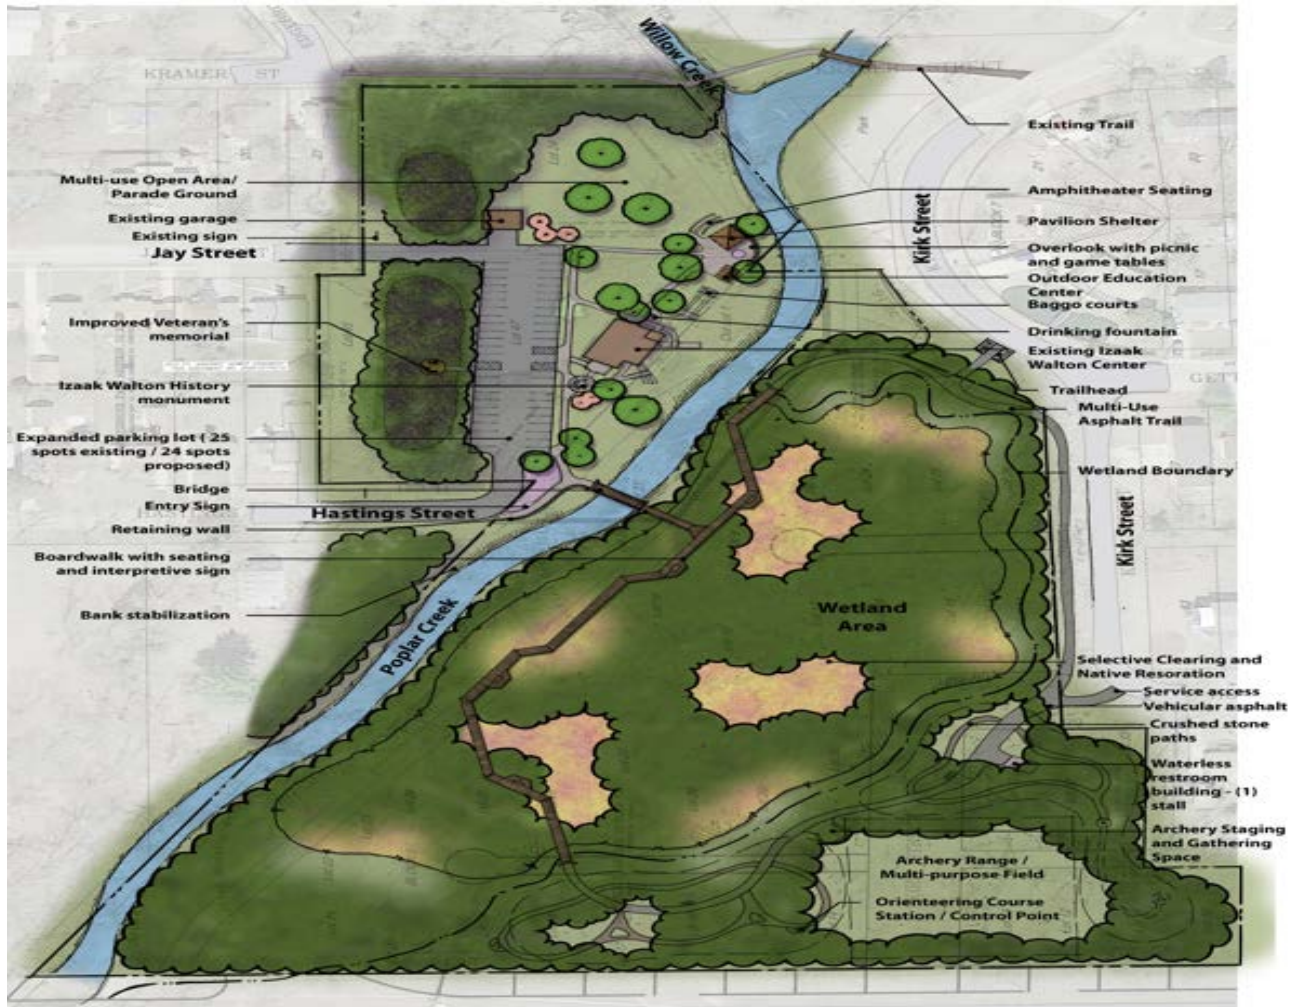 Willow Creek
KRAMER ST
STREET
Existing Trail
Multi-use Open Area/
Parade Ground
Existing garage
Existing sign
Jay Street
Improved Veteran's
memorial
Izaak Walton History
monument
Expanded parking lot ( 25
spots existing / 24 spots
proposed)
Bridge
Entry Sign
Hastings Street
Retaining wall
Boardwalk with seating
and interpretive sign
Bank stabilization
Poplar Creek
Kirk Street
Amphitheater Seating
Pavilion Shelter
Overlook with picnic
and game tables
Outdoor Education
Center
Baggo courts
Drinking fountain
Existing Izaak
Walton Center
GETT
Trailhead
Multi-Use
Asphalt Trail
Wetland Boundary
Kirk Street
Wetland
Area
Selective Clearing and
Native Resoration
Service access
Vehicular asphalt
Crushed stone
paths
Waterless
restroom
building - (1)
stall
Archery Staging
and Gathering
Space
Archery Range /
Multi-purpose Field
Orienteering Course
Station / Control Point